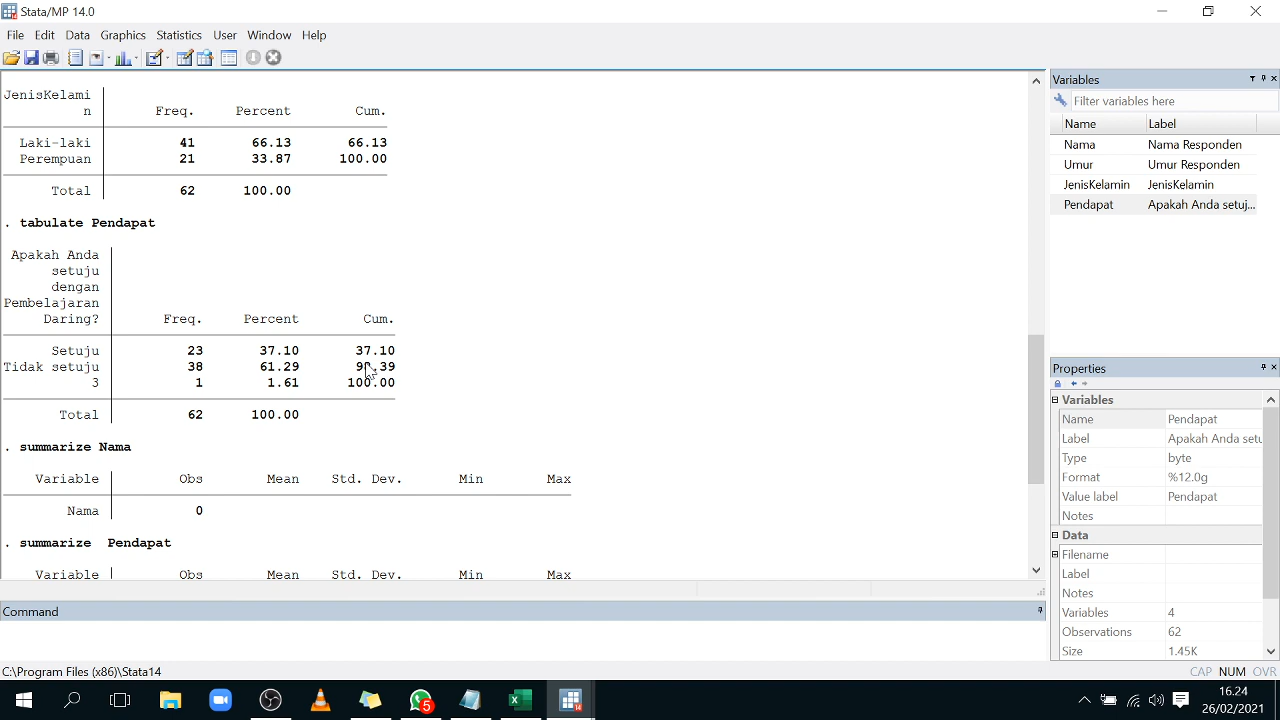 Stata/MP 14.0
File Edit Data Graphics Statistics User Window Help
JenisKelami
n Freq. Percent Cum.
Laki-laki 41 66.13 66.13
Perempuan 21 33.87 100.00
Total 62 100.00
. tabulate Pendapat
Apakah Anda
setuju
dengan
Pembelajaran
Daring? Freq. Percent Cum.
Setuju 23 37.10 37.10
Tidak setuju 38 61.29
3 1 1.61 100.00
Total 62 100.00
. summarize Nama
Variable Obs Mean Std. Dev. Min Max
Nama 0
. summarize Pendapat
Variable Obs Mean Std. Dev. Min Max
Command
C:\Program Files (x86)\Stata14
Variables
Filter variables here
Name Label
Nama Nama Responden
Umur Umur Responden
JenisKelamin JenisKelamin
Pendapat Apakah Anda setuj...
Properties
Variables
Name Pendapat
Label Apakah Anda setu
Type byte
Format %12.0g
Value label Pendapat
Notes
Data
Filename
Label
Notes
Variables 4
Observations 62
Size 1.45K
CAP NUM OVR
5
14
16.24
26/02/2021